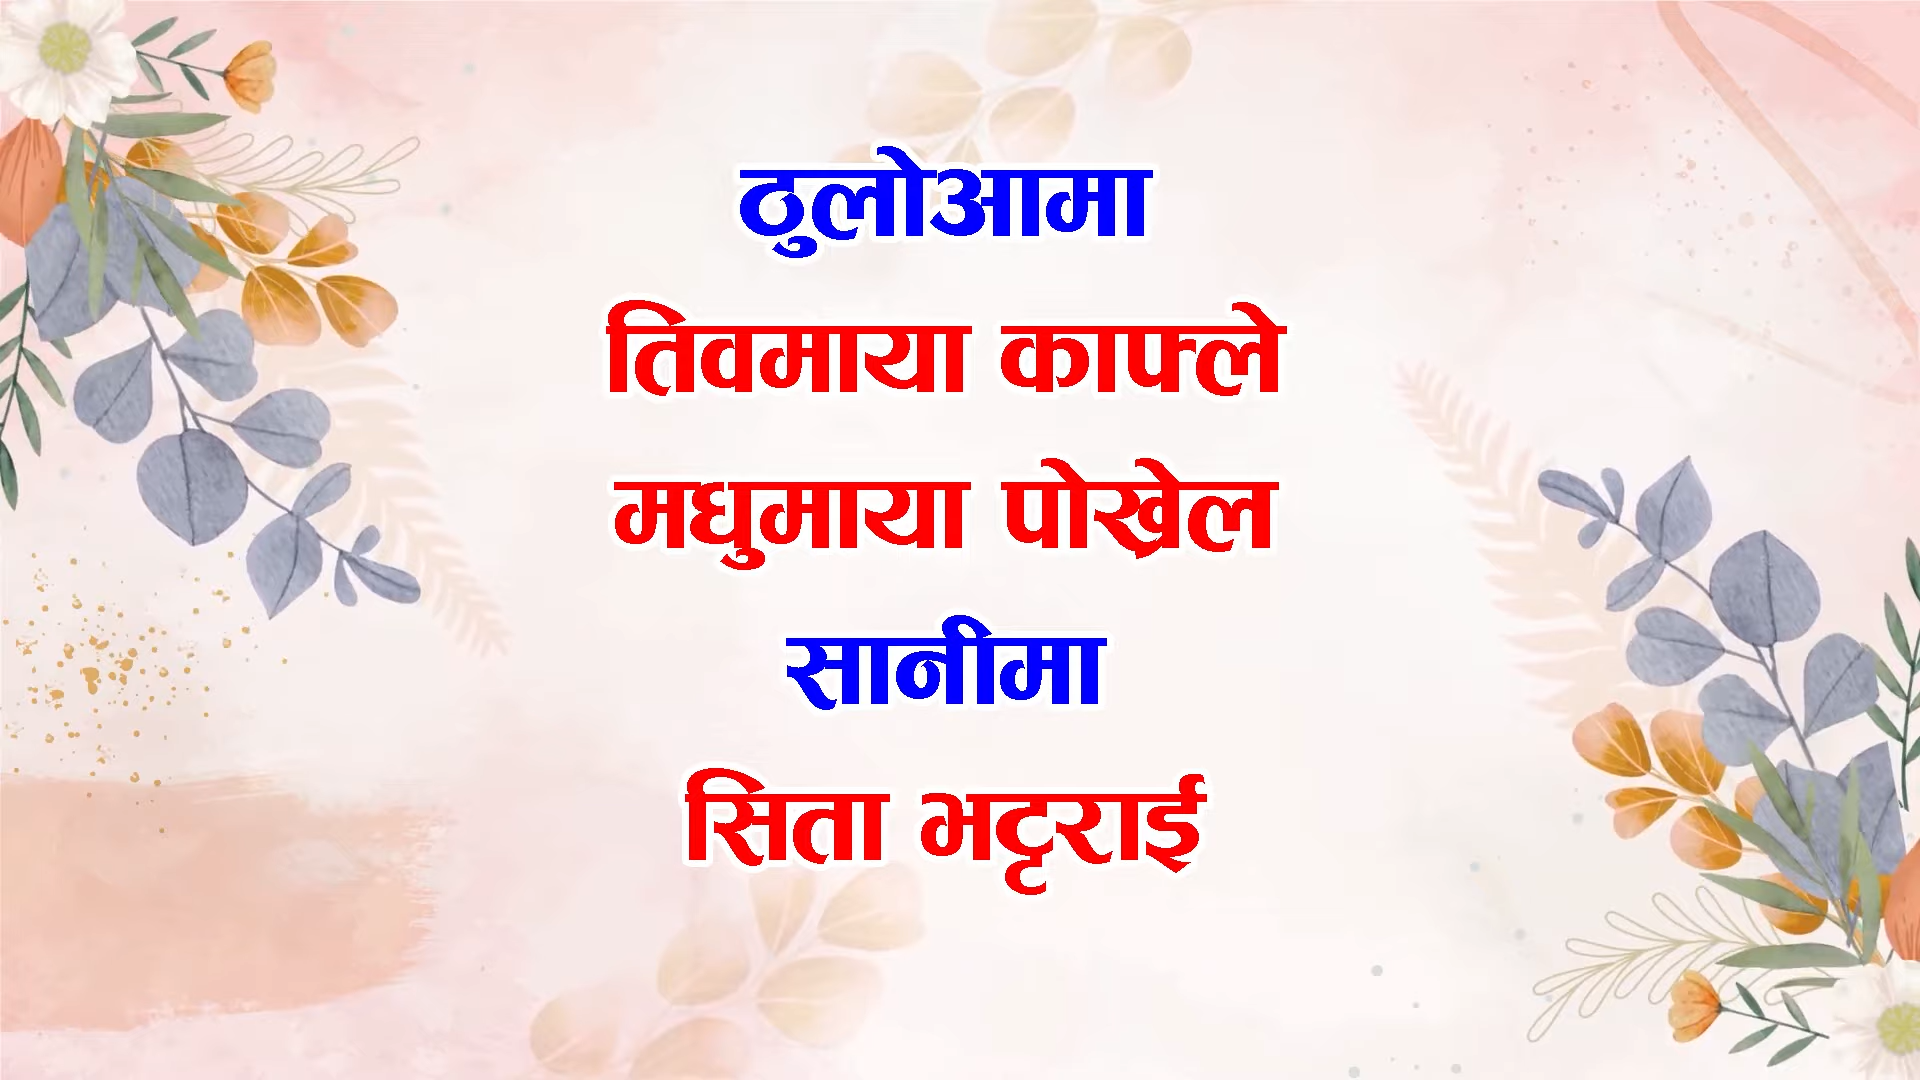 ठुलोआमा
तिवमाया काफ्ले
मधुमाया पोख्रेल
सानीमा
सिता भट्टराई